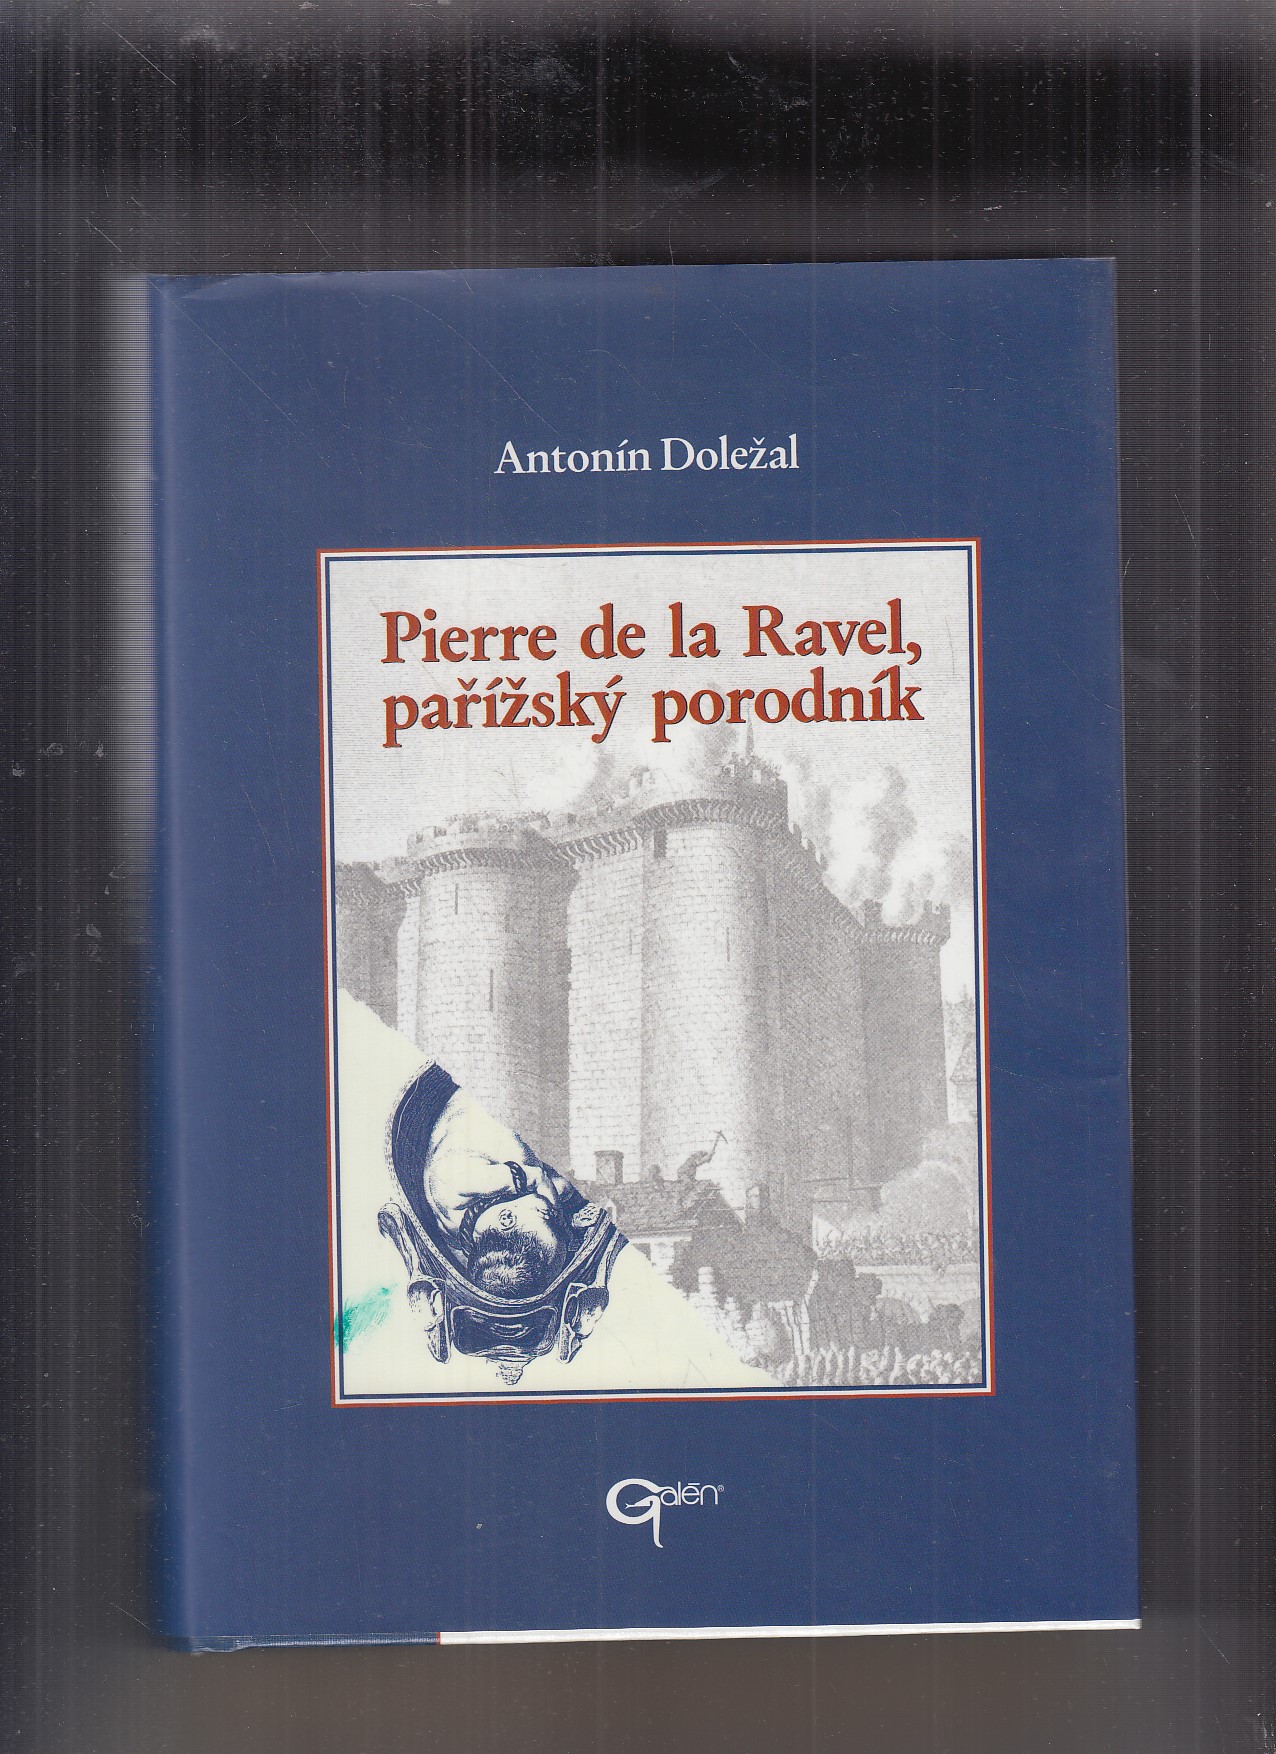 Antonín Doležal
Pierre de la Ravel,
pařížský porodník
Galén®